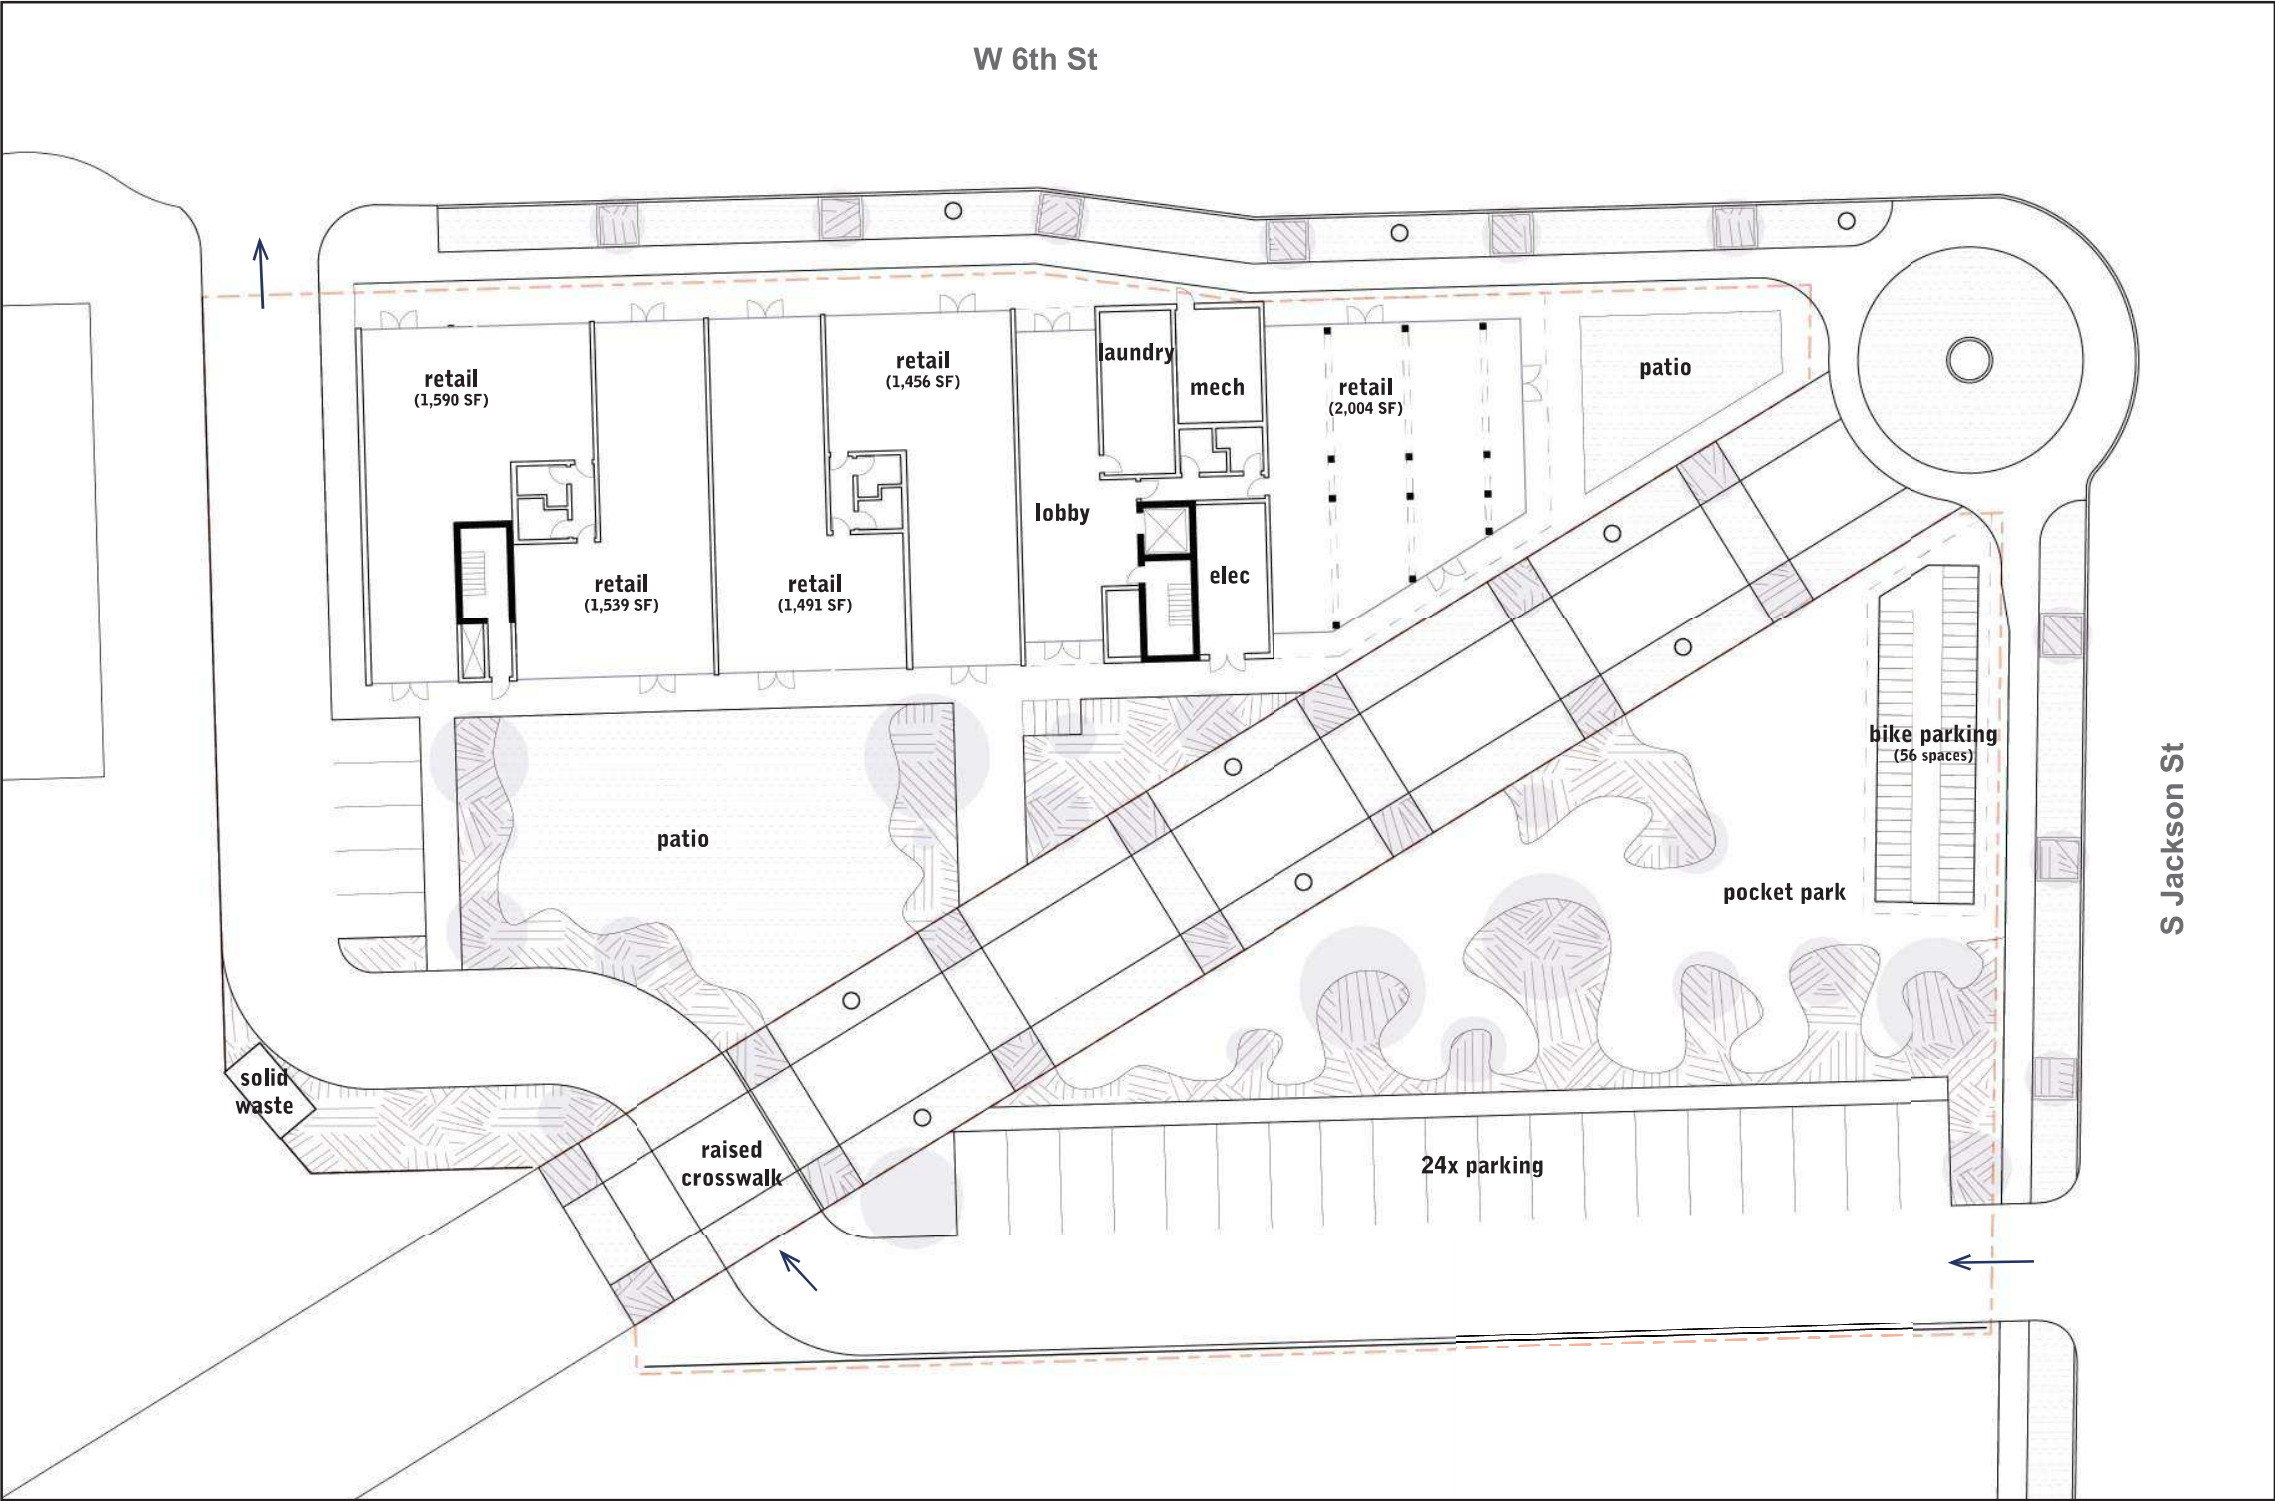 W 6th St
retail
(1,590 SF)
retail
(1,456 SF)
laundry
mech
retail
(2,004 SF)
patio
lobby
retail
(1,539 SF)
retail
(1,491 SF)
elec
bike parking
(56 spaces)
S Jackson St
patio
pocket park
solid
waste
raised
crosswalk
24x parking